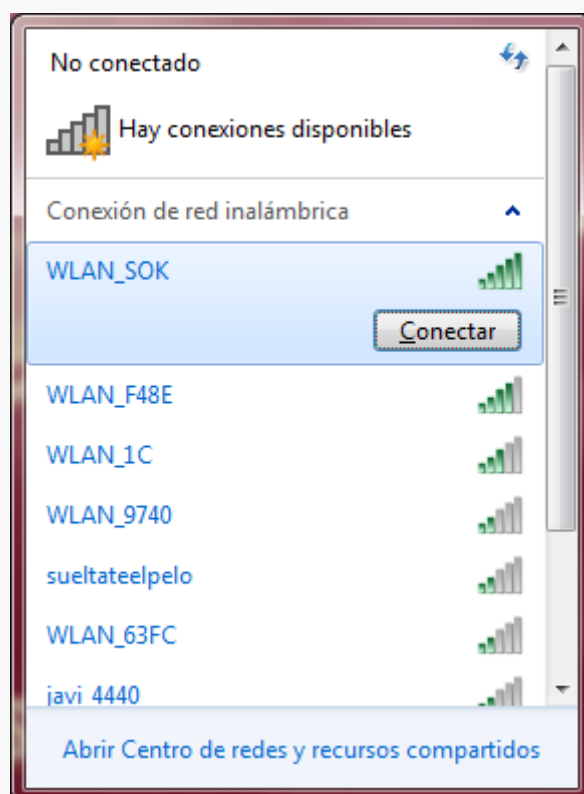 No conectado
Hay conexiones disponibles
Conexión de red inalámbrica
WLAN_SOK
Conectar
WLAN_F48E
WLAN_1C
WLAN_9740
sueltateelpelo
WLAN_63FC
javi_4440
Abrir Centro de redes y recursos compartidos